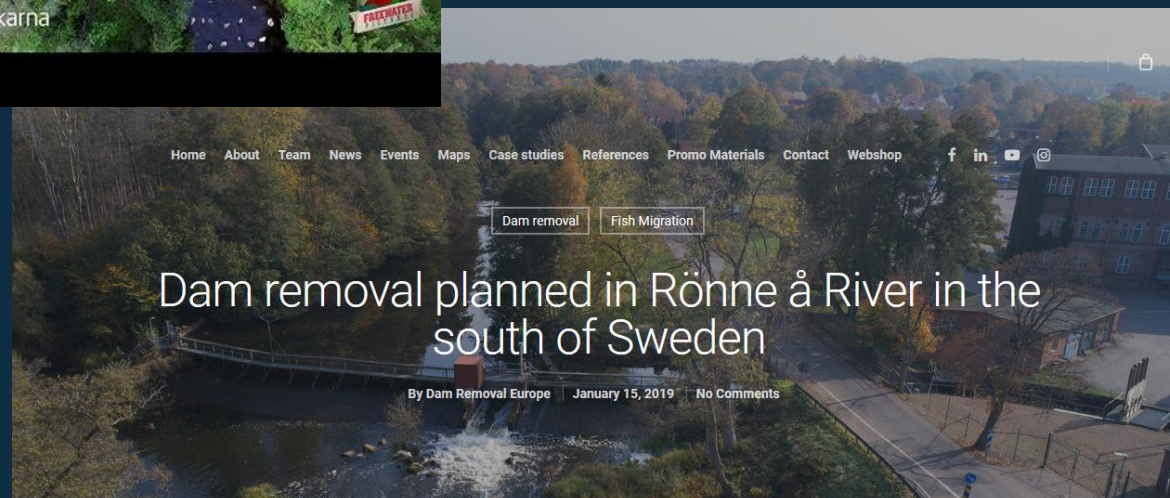 karna
FREEWATER
PICTURES
Home About Team News Events Maps Case studies References Promo Materials Contact Webshop
Dam removal Fish Migration
Dam removal planned in Rönne å River in the
south of Sweden
By Dam Removal Europe January 15, 2019 No Comments